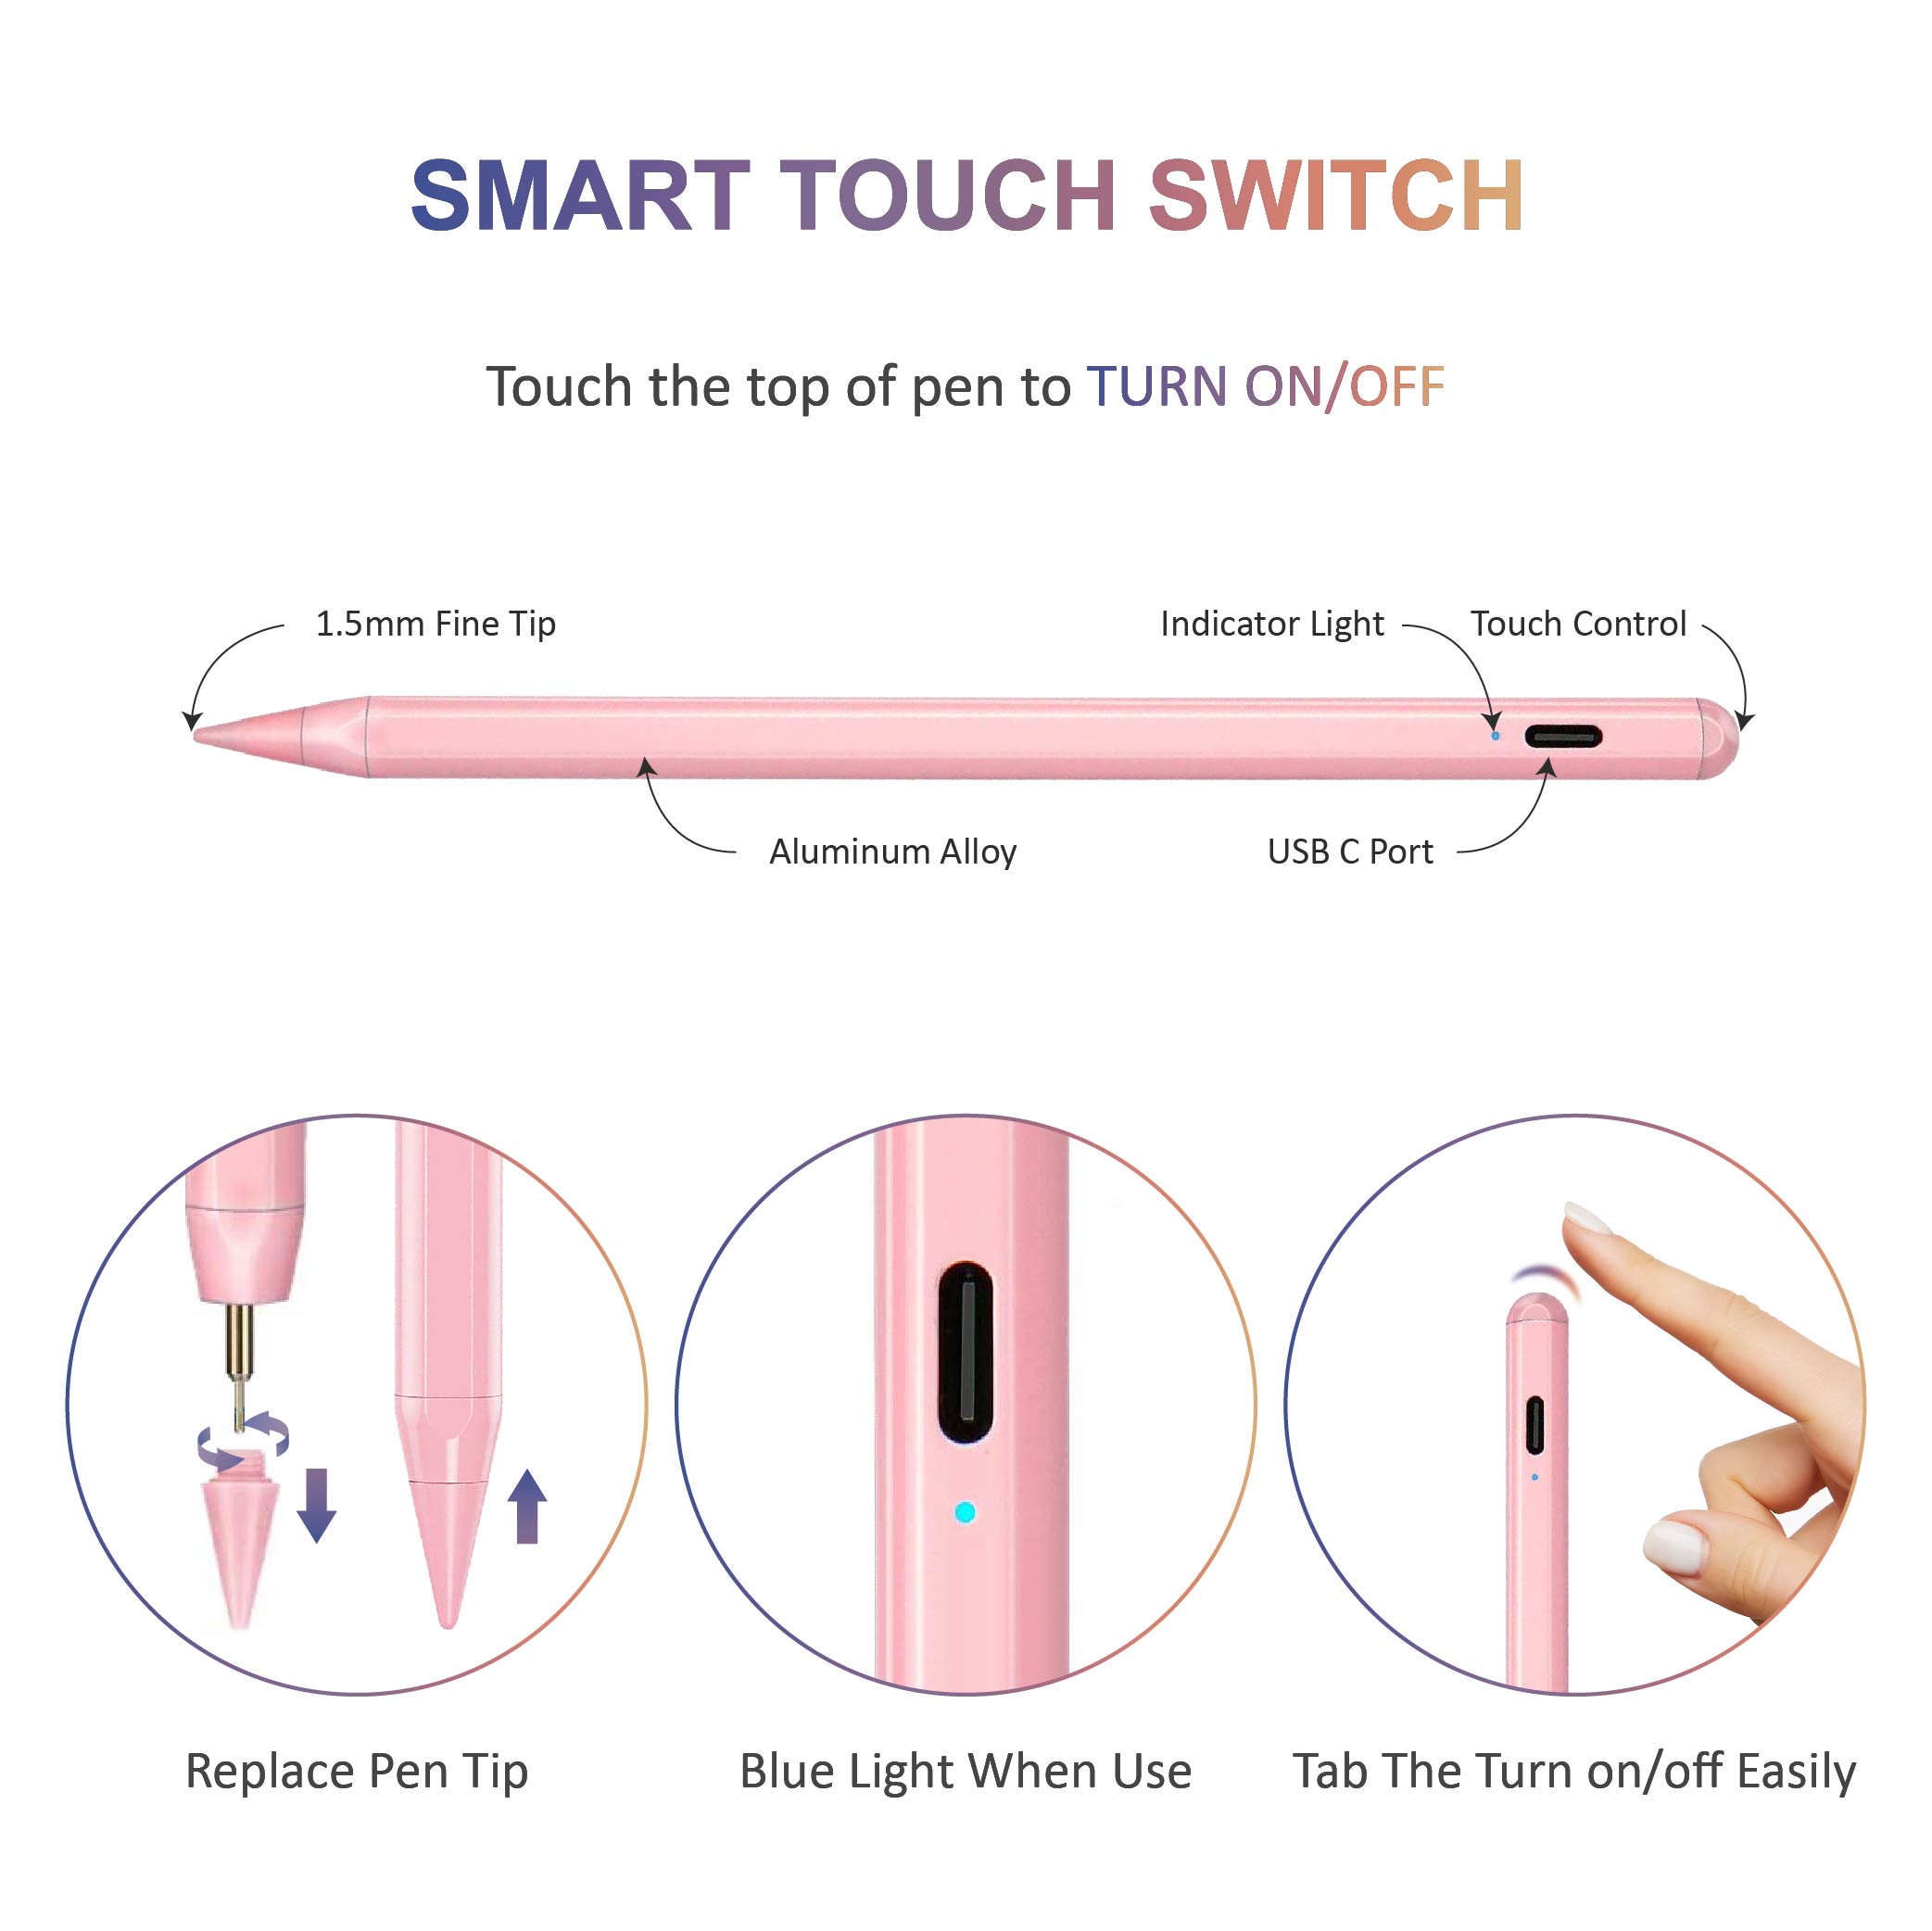 SMART TOUCH SWITCH
Touch the top of pen to TURN ON/OFF
1.5mm Fine Tip
Indicator Light
Touch Control
Aluminum Alloy
USB C Port
Replace Pen Tip
Blue Light When Use
Tab The Turn on/off Easily